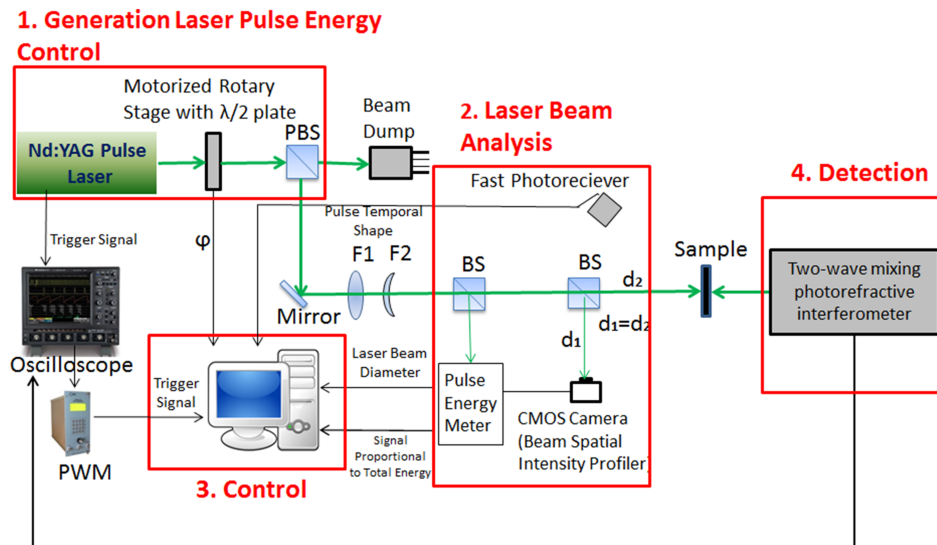 1. Generation Laser Pulse Energy
Control
Motorized Rotary
Stage with λ/2 plate
PBS
Beam
Dump
Nd:YAG Pulse
Laser
2. Laser Beam
Analysis
Fast Photoreciever
4. Detection
Trigger Signal
φ
Pulse Temporal
Shape
F1
F2
BS
BS
d₂
Sample
Two-wave mixing
photorefractive
interferometer
Mirror
d₁
d₁=d₂
Oscilloscope
Trigger
Signal
Laser Beam
Diameter
Pulse
Energy
Meter
CMOS Camera
(Beam Spatial
Intensity Profiler)
PWM
Signal
Proportional
to Total Energy
3. Control